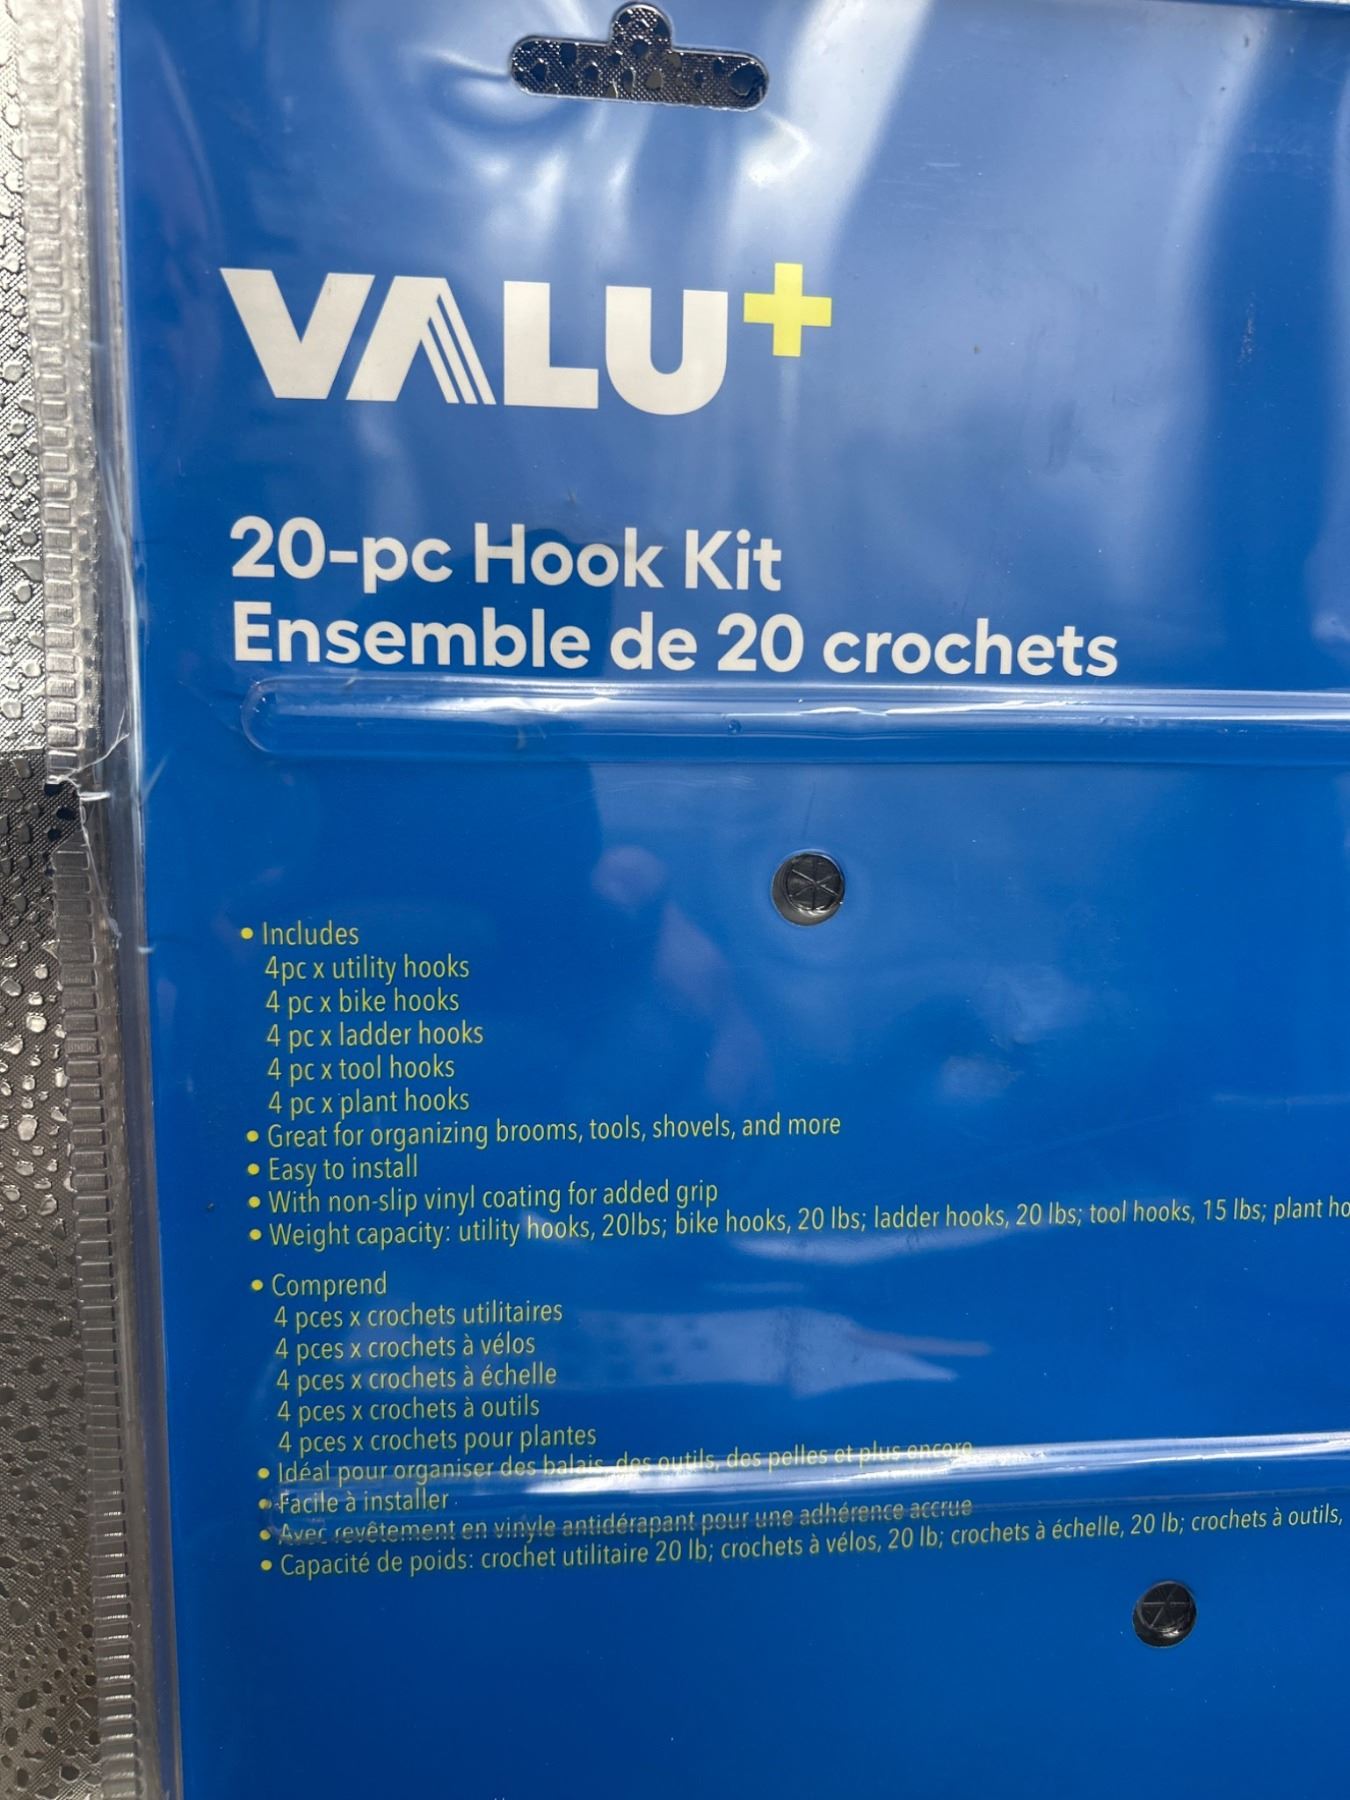 VALU+
20-pc Hook Kit
Ensemble de 20 crochets
• Includes
4pc x utility hooks
4 pc x bike hooks
4 pc x ladder hooks
4 pc x tool hooks
4 pc x plant hooks
• Great for organizing brooms, tools, shovels, and more
• Easy to install
• With non-slip vinyl coating for added grip
• Weight capacity: utility hooks, 20lbs; bike hooks, 20 lbs; ladder hooks, 20 lbs; tool hooks, 15 lbs; plant ho
• Comprend
4 pces x crochets utilitaires
4 pces x crochets à vélos
4 pces x crochets à échelle
4 pces x crochets à outils
4 pces x crochets pour plantes
• Idéal pour organiser des balais, des outils, des pelles et plus encore
• Facile à installer
• Avec revêtement en vinyle antidérapant pour une adhérence accrue
• Capacité de poids: crochet utilitaire 20 lb; crochets à vélos, 20 lb; crochets à échelle, 20 lb; crochets à outils,